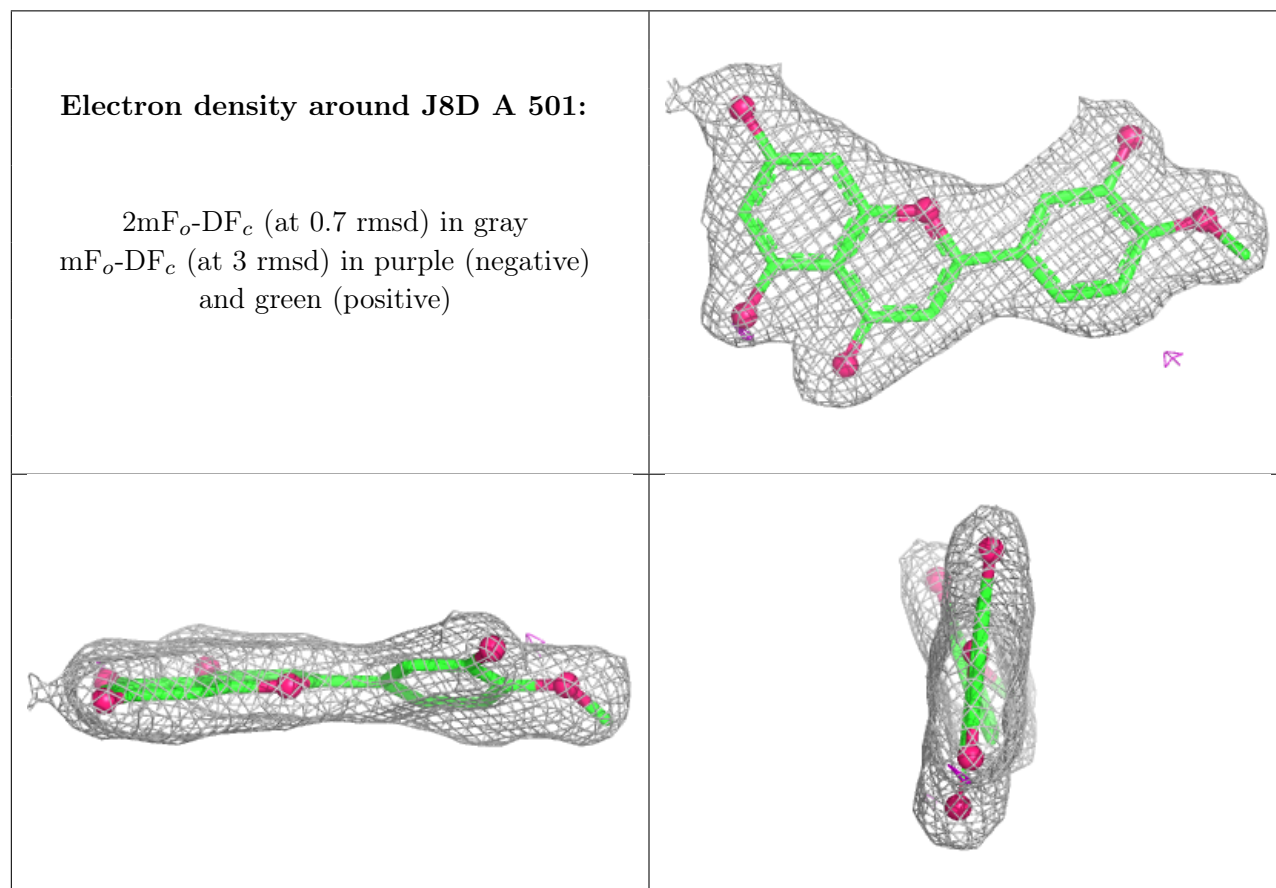 Electron density around J8D A 501:
2mFo-DFc (at 0.7 rmsd) in gray
mFo-DFc (at 3 rmsd) in purple (negative)
and green (positive)